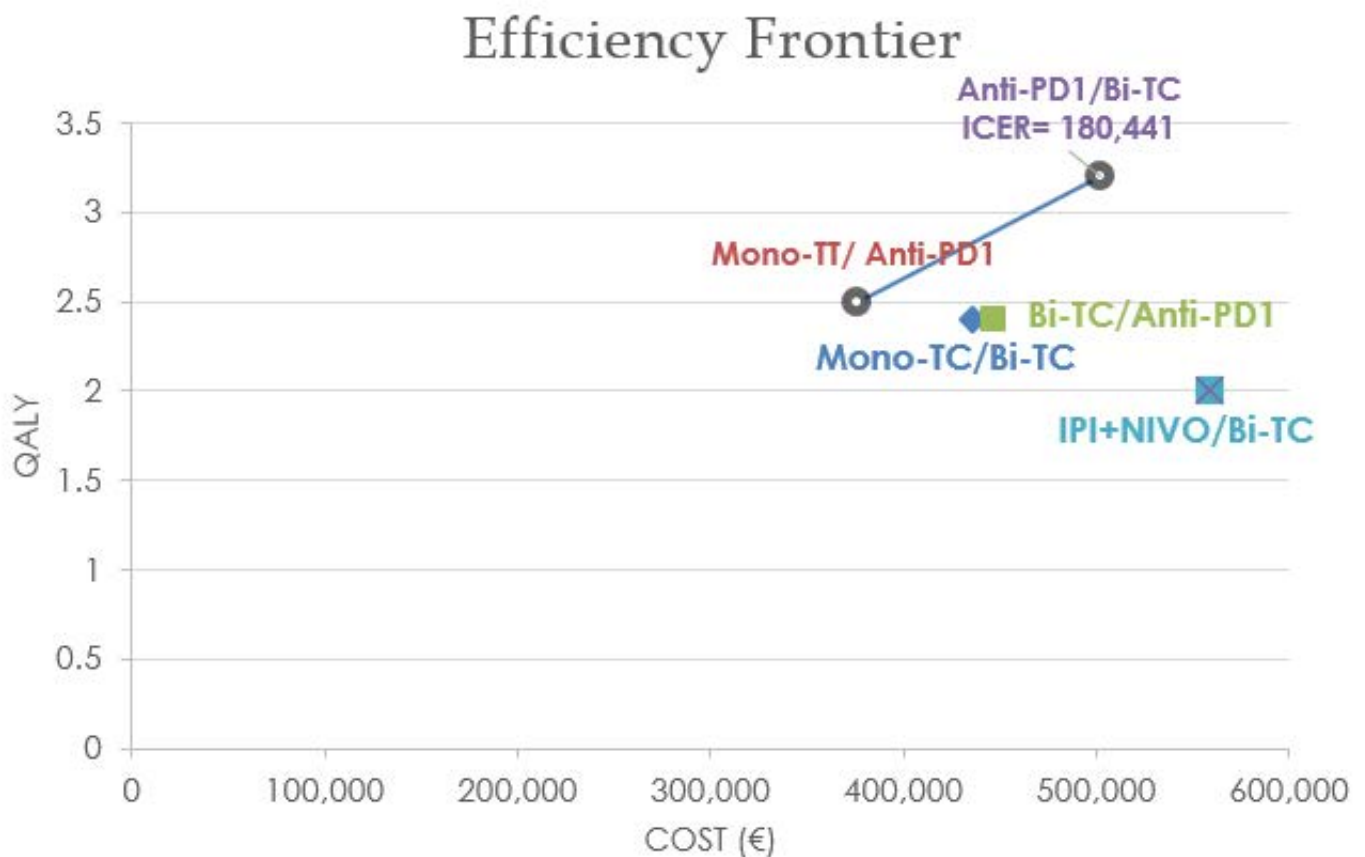 Efficiency Frontier
Anti-PD1/Bi-TC
ICER= 180,441
3.5
3
Mono-TT/ Anti-PD1
2.5
Bi-TC/Anti-PD1
Mono-TC/Bi-TC
2
IPI+NIVO/Bi-TC
QALY
1.5
1
0.5
0
0
100,000
200,000
300,000
400,000
500,000
600,000
COST (€)